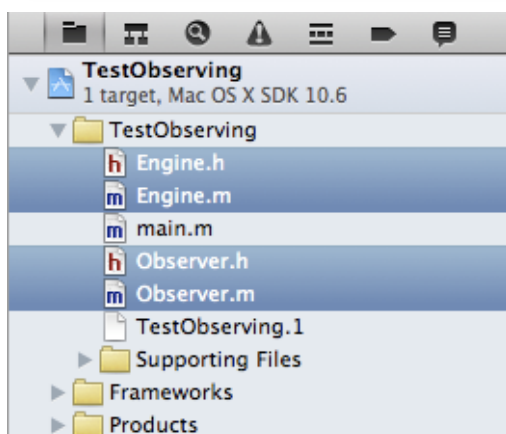 TestObserving
1 target, Mac OS X SDK 10.6
TestObserving
h Engine.h
m Engine.m
m main.m
h Observer.h
m Observer.m
TestObserving.1
Supporting Files
Frameworks
Products